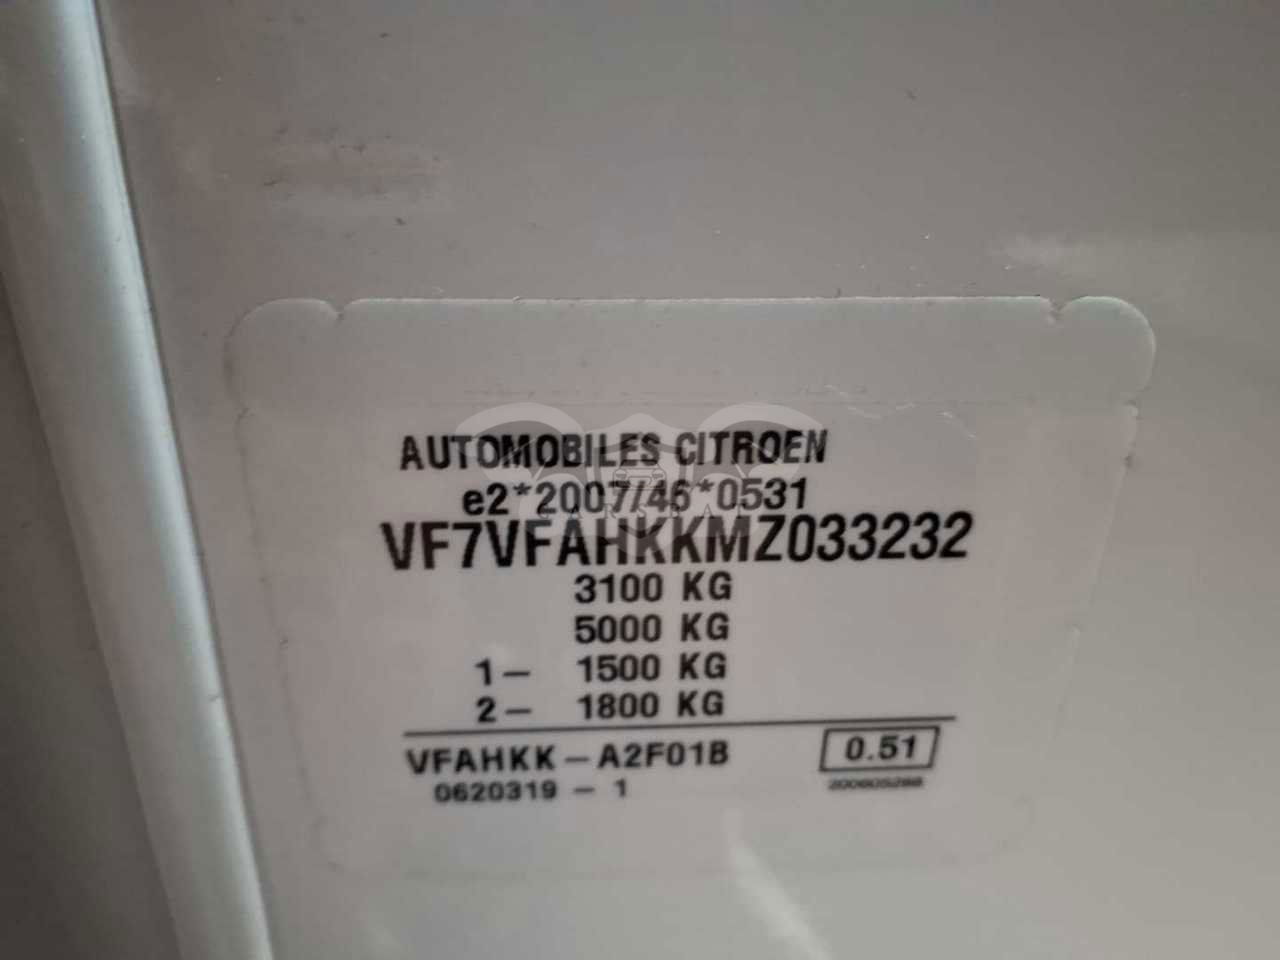 AUTOMOBILES CITROEN
e2*2007/46*0531
VF7VFAHKKMZ033232
3100 KG
5000 KG
1- 1500 KG
2- 1800 KG
VFAHKK-A2F01B 0.51
0620319 - 1